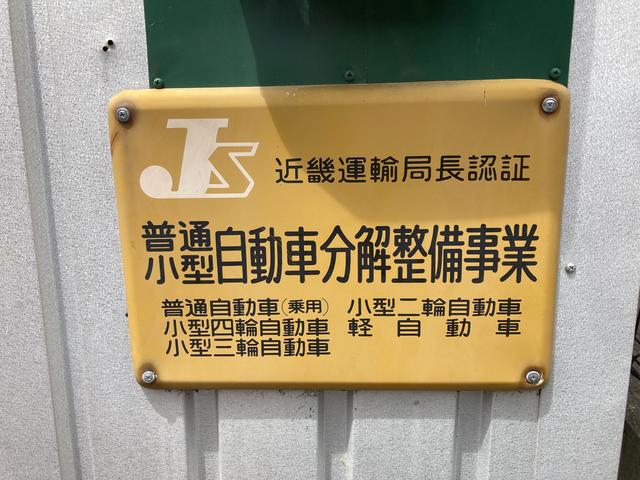 JS 近畿運輸局長認証
普通
小型 自動車分解整備事業
普通自動車(乗用) 小型二輪自動車
小型四輪自動車 軽自動車
小型三輪自動車